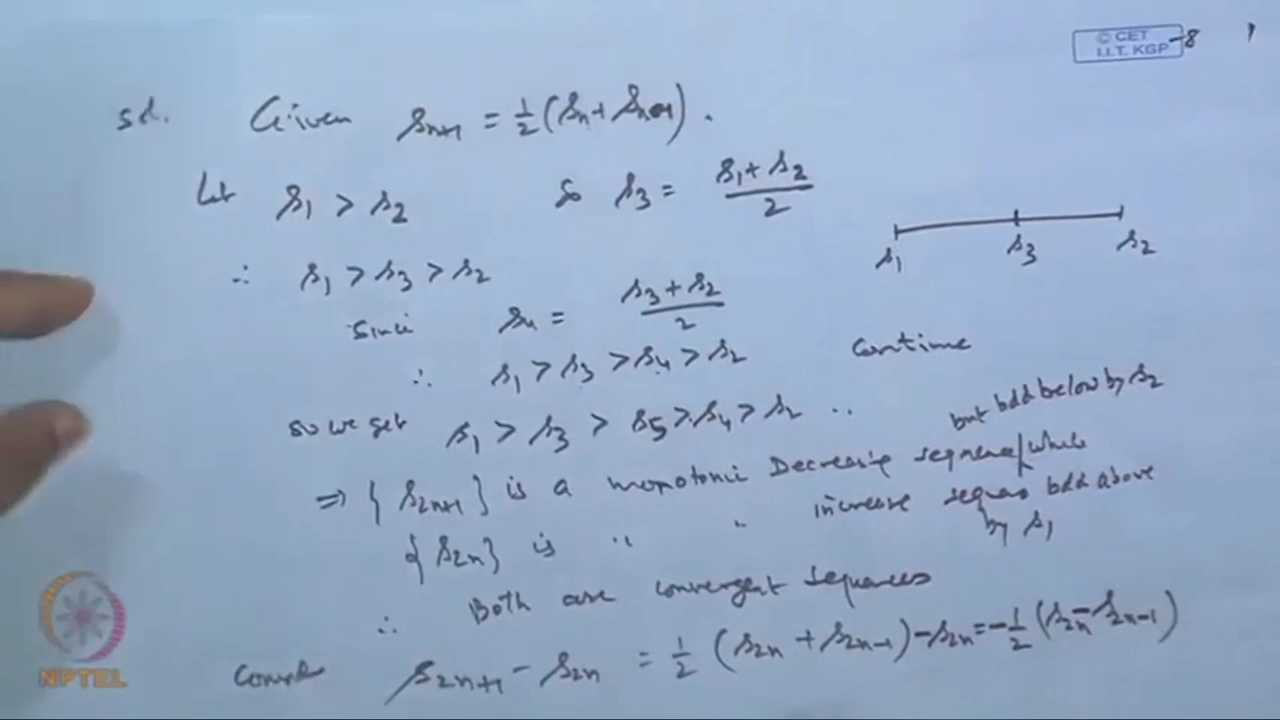 © CET
I.I.T. KGP -8
Sol. Given s_{n+1} = 1/2 (s_n + s_{n-1}).
Let s_1 > s_2 So s_3 = (s_1 + s_2)/2
s_1 s_3 s_2
∴ s_1 > s_3 > s_2
Since s_4 = (s_3 + s_2)/2
∴ s_1 > s_3 > s_4 > s_2 Continue
So we get s_1 > s_3 > s_5 > s_4 > s_2 ..
but bdd below by s_2
⇒ {s_{2n+1}} is a monotonic Decreasing sequence while
{s_{2n}} is " " increase bdd above
by s_1
∴ Both are convergent sequences
s_{2n+1} - s_{2n} = 1/2 (s_{2n} + s_{2n-1}) - s_{2n} = -1/2 (s_{2n} - s_{2n-1})
NPTEL